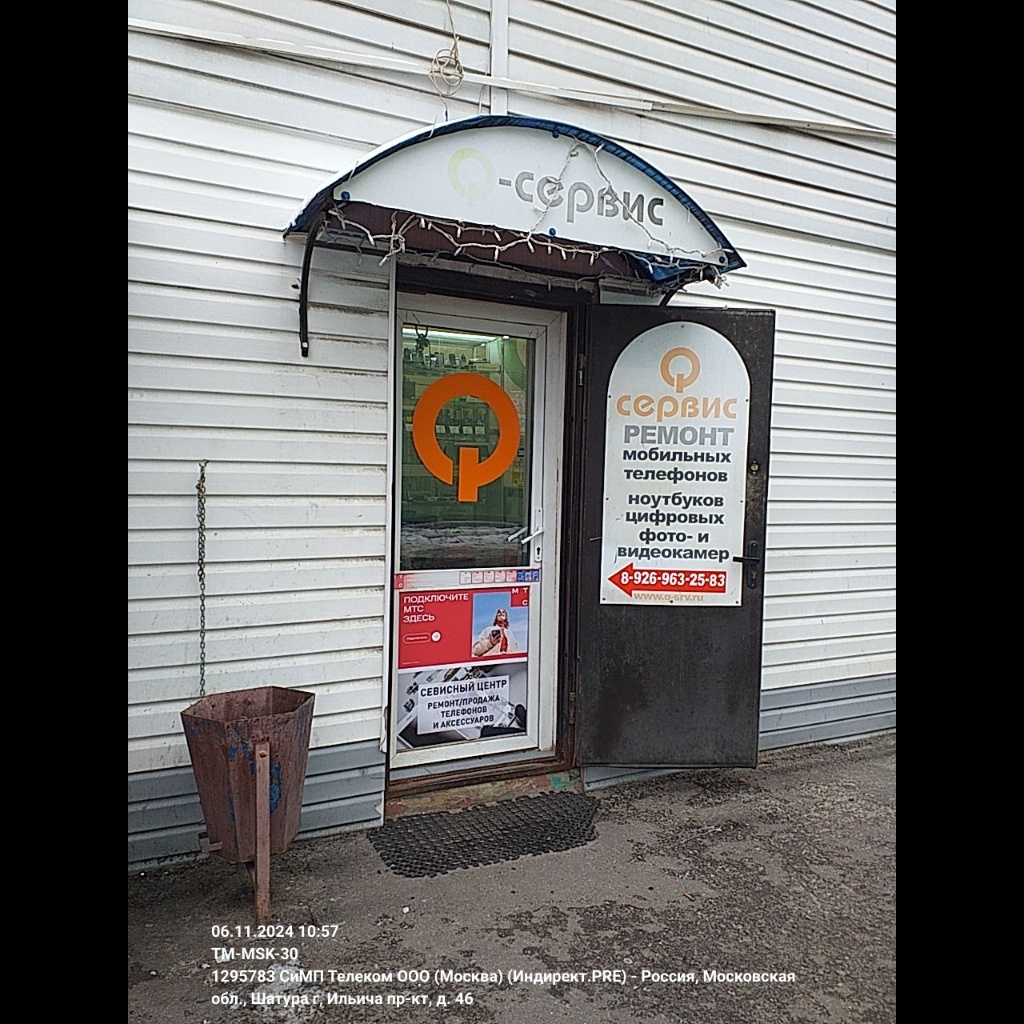 Q-сервис
Q
сервис
РЕМОНТ
мобильных
телефонов
ноутбуков
цифровых
фото- и
видеокамер
8-926-963-25-83
www.q-srv.ru
ПОДКЛЮЧИТЕ
МТС
ЗДЕСЬ
МТС
СЕВИСНЫЙ ЦЕНТР
РЕМОНТ/ПРОДАЖА
ТЕЛЕФОНОВ
И АКСЕССУАРОВ
06.11.2024 10:57
TM-MSK-30
1295783 СиМП Телеком ООО (Москва) (Индирект.PRE) - Россия, Московская
обл., Шатура г, Ильича пр-кт, д. 46